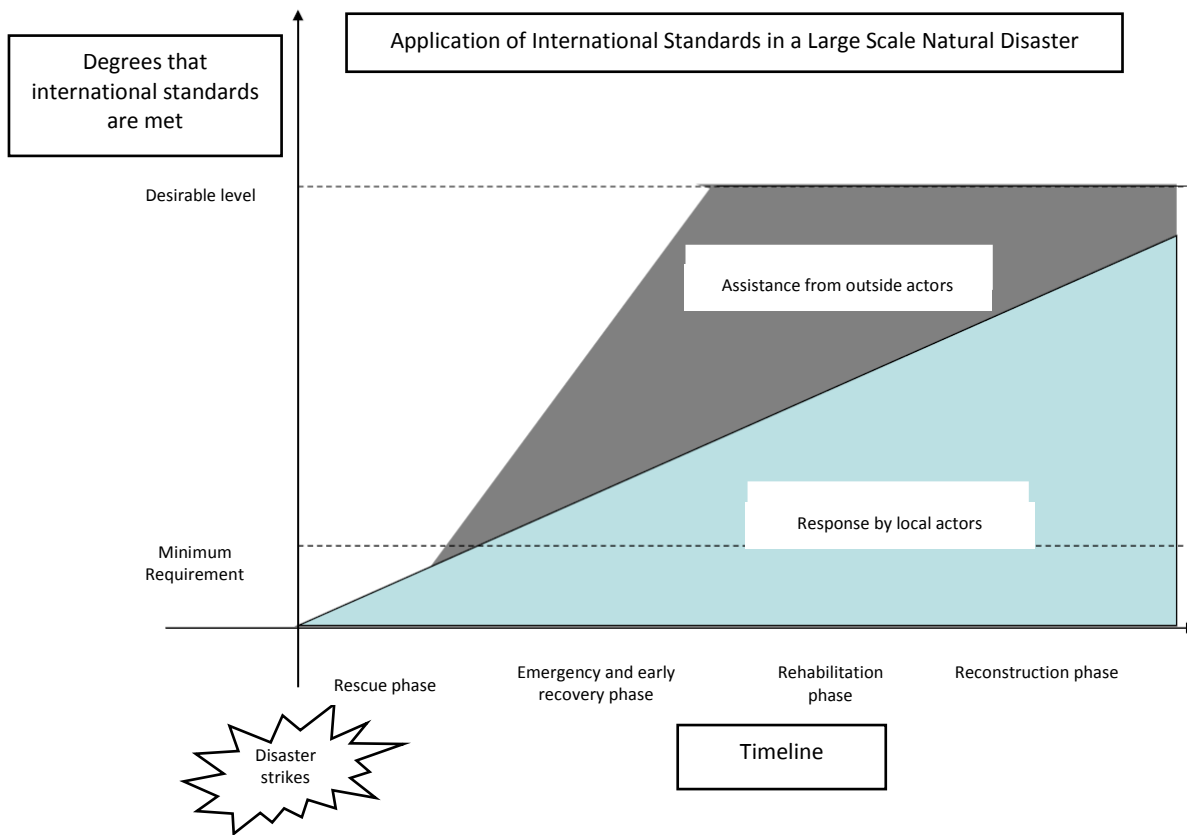 Application of International Standards in a Large Scale Natural Disaster
Degrees that
international standards
are met
Desirable level
Assistance from outside actors
Response by local actors
Minimum
Requirement
Rescue phase
Emergency and early
recovery phase
Rehabilitation
phase
Reconstruction phase
Disaster
strikes
Timeline